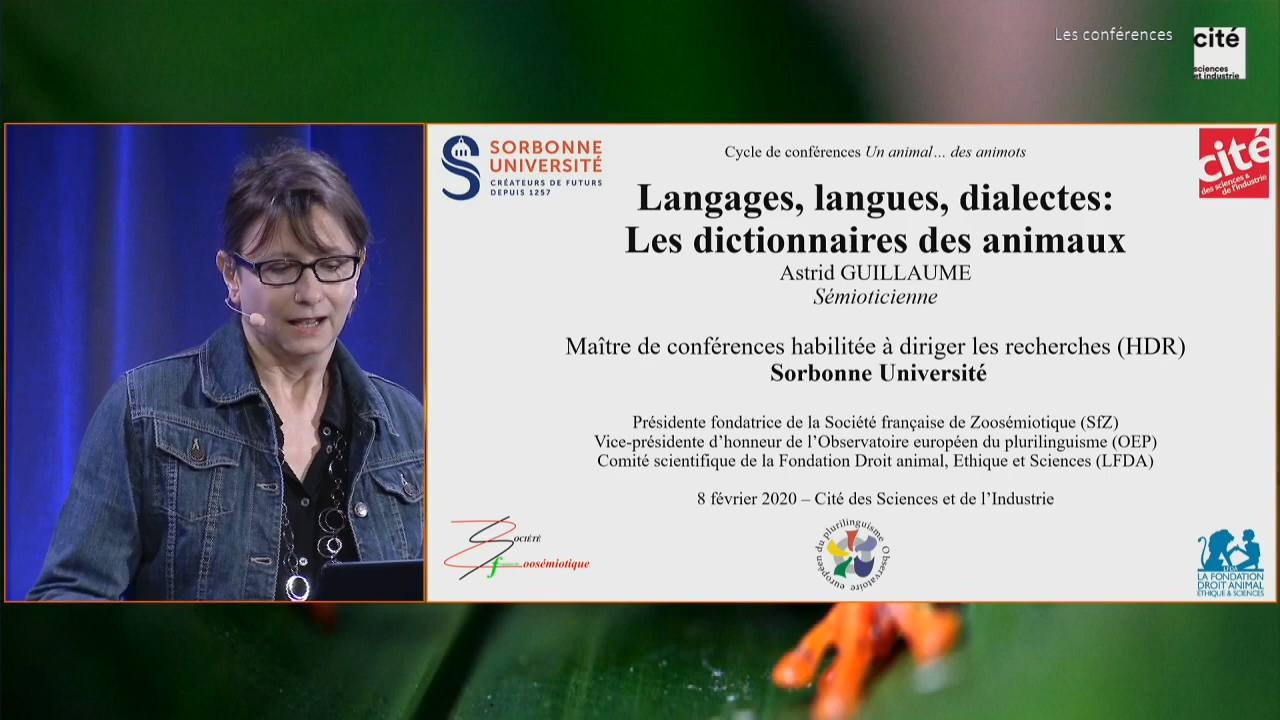 Les conférences
cité
sciences
et industrie
SORBONNE
UNIVERSITÉ
CRÉATEURS DE FUTURS
DEPUIS 1257
Cycle de conférences Un animal… des animots
cité
des sciences &
de l'industrie
Langages, langues, dialectes:
Les dictionnaires des animaux
Astrid GUILLAUME
Sémioticienne
Maître de conférences habilitée à diriger les recherches (HDR)
Sorbonne Université
Présidente fondatrice de la Société française de Zoosémiotique (SfZ)
Vice-présidente d’honneur de l’Observatoire européen du plurilinguisme (OEP)
Comité scientifique de la Fondation Droit animal, Ethique et Sciences (LFDA)
8 février 2020 – Cité des Sciences et de l’Industrie
SOCIÉTÉ
f
Zoosémiotique
Observatoire européen du plurilinguisme
LFDA
LA FONDATION
DROIT ANIMAL
ÉTHIQUE & SCIENCES